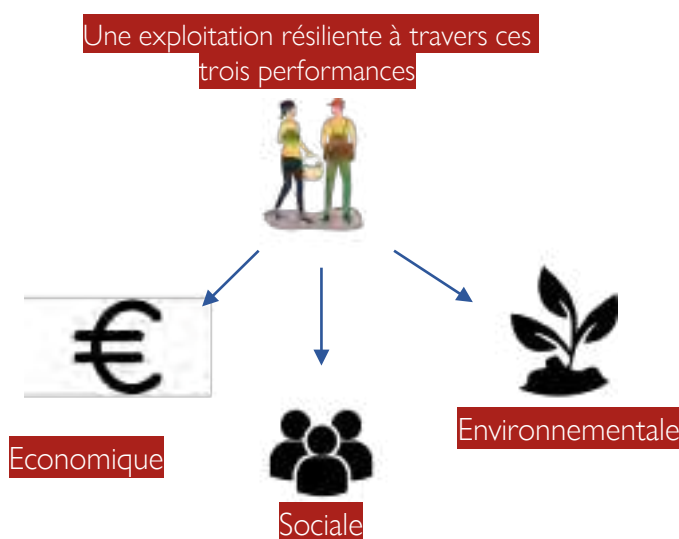 Une exploitation résiliente à travers ces
trois performances
Economique
Sociale
Environnementale